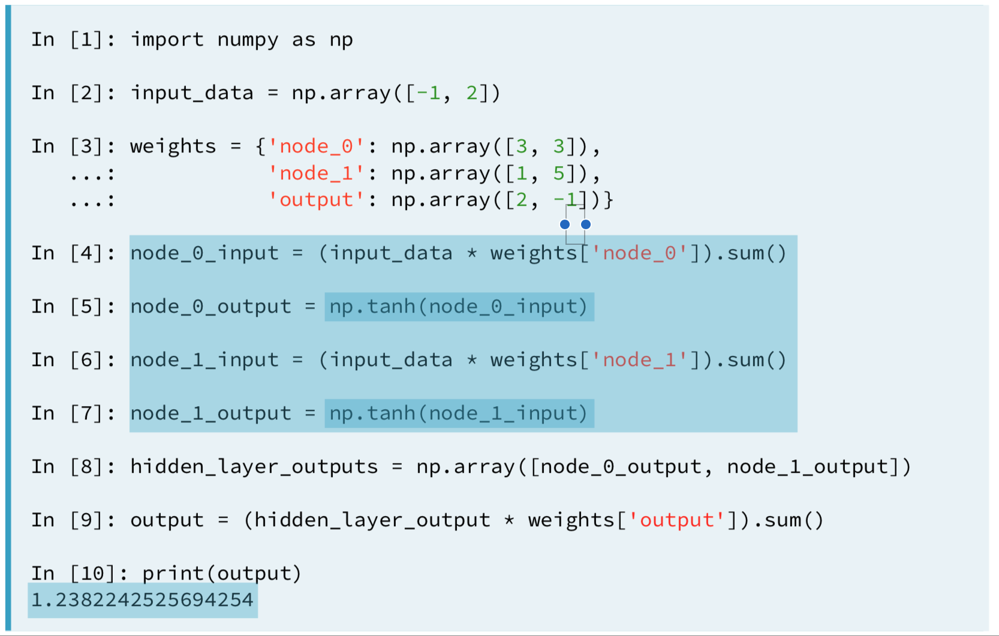 In [1]: import numpy as np
In [2]: input_data = np.array([-1, 2])
In [3]: weights = {'node_0': np.array([3, 3]),
   ...:            'node_1': np.array([1, 5]),
   ...:            'output': np.array([2, -1])}
In [4]: node_0_input = (input_data * weights['node_0']).sum()
In [5]: node_0_output = np.tanh(node_0_input)
In [6]: node_1_input = (input_data * weights['node_1']).sum()
In [7]: node_1_output = np.tanh(node_1_input)
In [8]: hidden_layer_outputs = np.array([node_0_output, node_1_output])
In [9]: output = (hidden_layer_output * weights['output']).sum()
In [10]: print(output)
1.2382242525694254